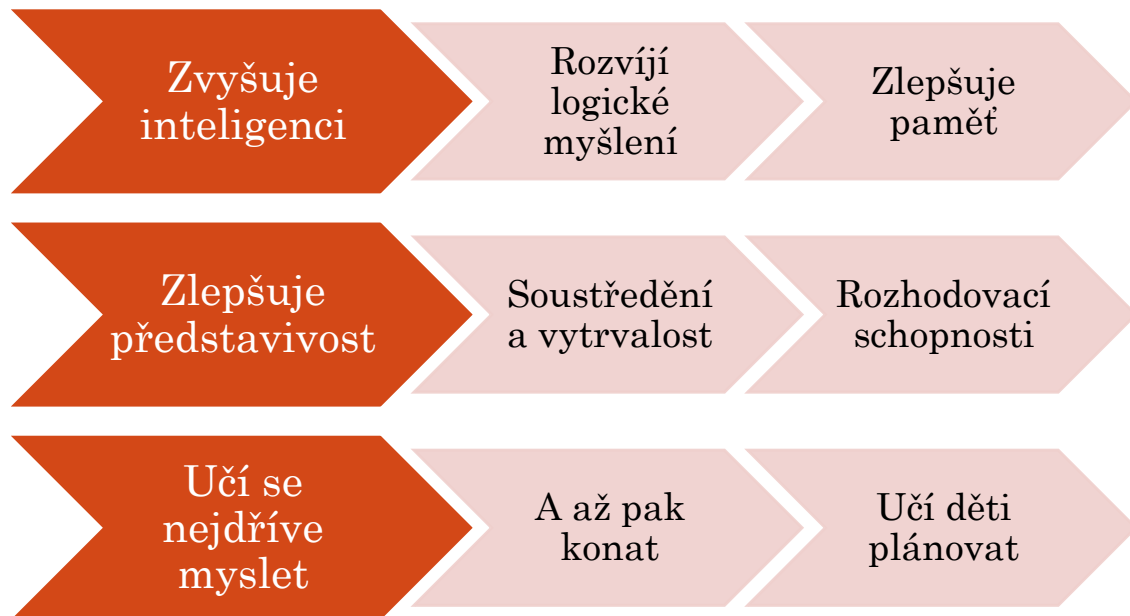 Zvyšuje
inteligenci
Rozvíjí
logické
myšlení
Zlepšuje
paměť
Zlepšuje
představivost
Soustředění
a vytrvalost
Rozhodovací
schopnosti
Učí se
nejdříve
myslet
A až pak
konat
Učí děti
plánovat